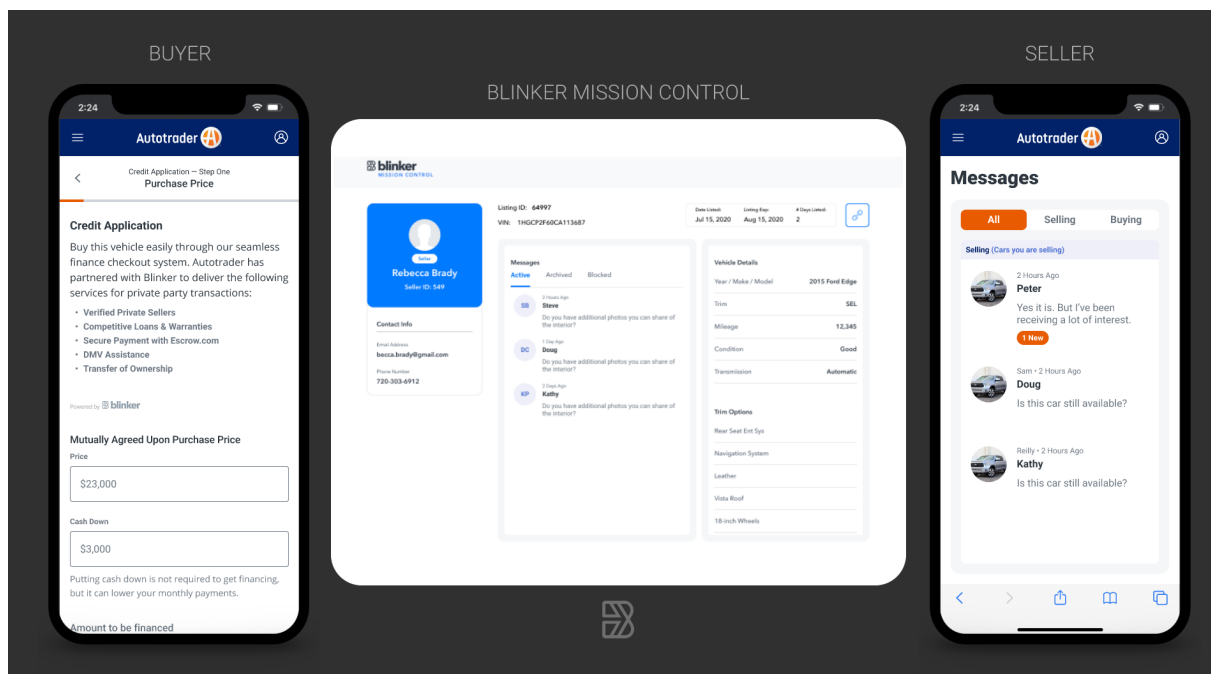 BUYER
2:24
Autotrader
Credit Application – Step One
Purchase Price
Credit Application
Buy this vehicle easily through our seamless
finance checkout system. Autotrader has
partnered with Blinker to deliver the following
services for private party transactions:
• Verified Private Sellers
• Competitive Loans & Warranties
• Secure Payment with Escrow.com
• DMV Assistance
• Transfer of Ownership
Powered by blinker
Mutually Agreed Upon Purchase Price
Price
$23,000
Cash Down
$3,000
Putting cash down is not required to get financing,
but it can lower your monthly payments.
Amount to be financed
BLINKER MISSION CONTROL
blinker
MISSION CONTROL
Seller
Rebecca Brady
Seller ID: 549
Contact Info
Email Address
becca.brady@gmail.com
Phone Number
720-303-6912
Listing ID: 64997
VIN: 1HGCP2F60CA113687
Date Listed: Listing Exp: # Days Listed:
Jul 15, 2020 Aug 15, 2020 2
Messages
Active Archived Blocked
SB
2 Hours Ago
Steve
Do you have additional photos you can share of
the interior?
DC
1 Day Ago
Doug
Do you have additional photos you can share of
the interior?
KP
2 Days Ago
Kathy
Do you have additional photos you can share of
the interior?
Vehicle Details
Year / Make / Model 2015 Ford Edge
Trim SEL
Mileage 12,345
Condition Good
Transmission Automatic
Trim Options
Rear Seat Ent Sys
Navigation System
Leather
Vista Roof
18-inch Wheels
SELLER
2:24
Autotrader
Messages
All Selling Buying
Selling (Cars you are selling)
2 Hours Ago
Peter
Yes it is. But I've been
receiving a lot of interest.
1 New
Sam • 2 Hours Ago
Doug
Is this car still available?
Reilly • 2 Hours Ago
Kathy
Is this car still available?